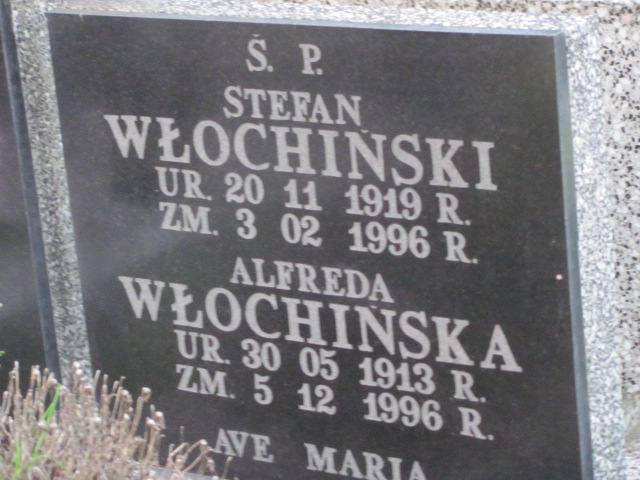 Ś. P.
STEFAN
WŁOCHIŃSKI
UR. 20 11 1919 R.
ZM. 3 02 1996 R.
ALFREDA
WŁOCHIŃSKA
UR. 30 05 1913 R.
ZM. 5 12 1996 R.
AVE MARIA